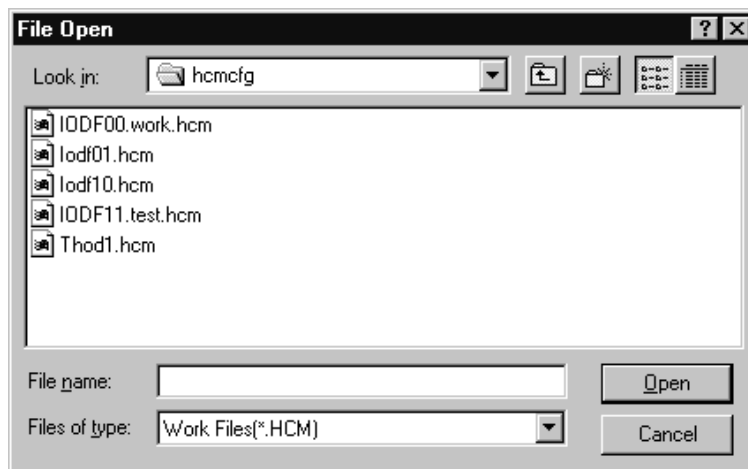 File Open
Look in: hcmcfg
IODF00.work.hcm
Iodf01.hcm
Iodf10.hcm
IODF11.test.hcm
Thod1.hcm
File name: Open
Files of type: Work Files(*.HCM) Cancel